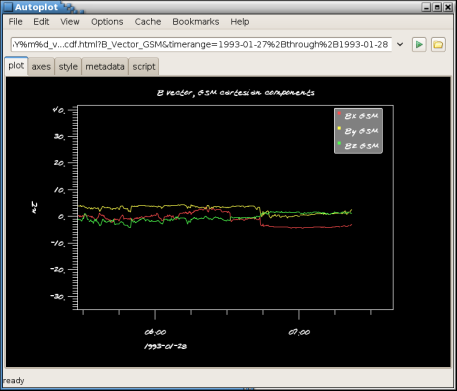 Autoplot
File Edit View Options Cache Bookmarks Help
Y%m%d_v...cdf.html?B_Vector_GSM&timerange=1993-01-27%2Bthrough%2B1993-01-28
plot axes style metadata script
B vector, GSM cartesian components
Bx GSM
By GSM
Bz GSM
40.
30.
20.
10.
0.
-10.
-20.
-30.
nT
06:00 07:00
1993-01-28
ready